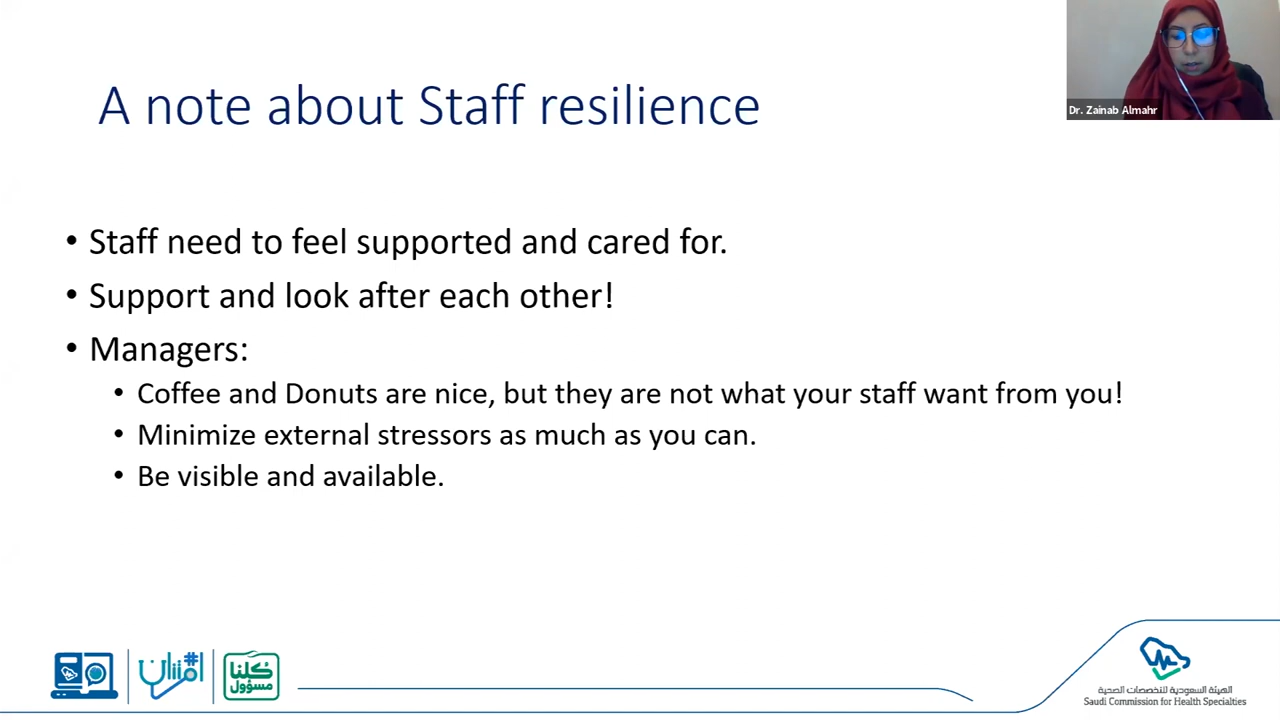 Dr. Zainab Almahr
A note about Staff resilience
• Staff need to feel supported and cared for.
• Support and look after each other!
• Managers:
• Coffee and Donuts are nice, but they are not what your staff want from you!
• Minimize external stressors as much as you can.
• Be visible and available.
كلنا
مسؤول
الهيئة السعودية للتخصصات الصحية
Saudi Commission for Health Specialties